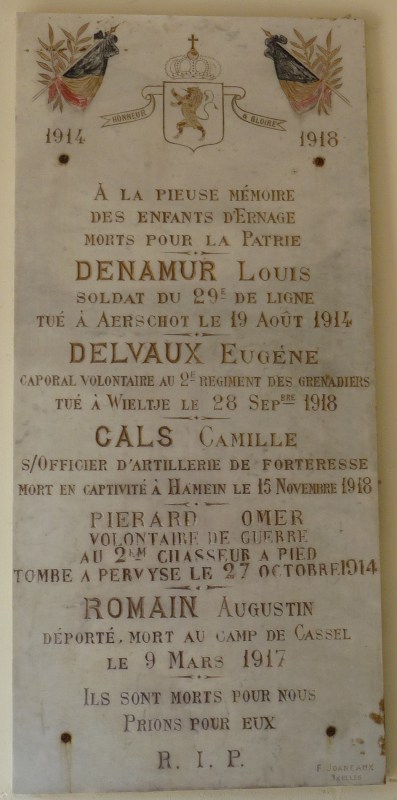 HONNEUR & GLOIRE
1914 1918
À LA PIEUSE MÉMOIRE
DES ENFANTS D'ERNAGE
MORTS POUR LA PATRIE
DENAMUR LOUIS
SOLDAT DU 29E DE LIGNE
TUÉ À AERSCHOT LE 19 AOÛT 1914
DELVAUX EUGÉNE
CAPORAL VOLONTAIRE AU 2E REGIMENT DES GRENADIERS
TUÉ À WIELTJE LE 28 SEPBRE 1918
CALS CAMILLE
S/OFFICIER D'ARTILLERIE DE FORTERESSE
MORT EN CAPTIVITÉ À HAMEIN LE 15 NOVEMBRE 1918
PIERARD OMER
VOLONTAIRE DE GUERRE
AU 2EM CHASSEUR A PIED
TOMBE A PERVYSE LE 27 OCTOBRE 1914
ROMAIN AUGUSTIN
DÉPORTÉ, MORT AU CAMP DE CASSEL
LE 9 MARS 1917
ILS SONT MORTS POUR NOUS
PRIONS POUR EUX
R. I. P.